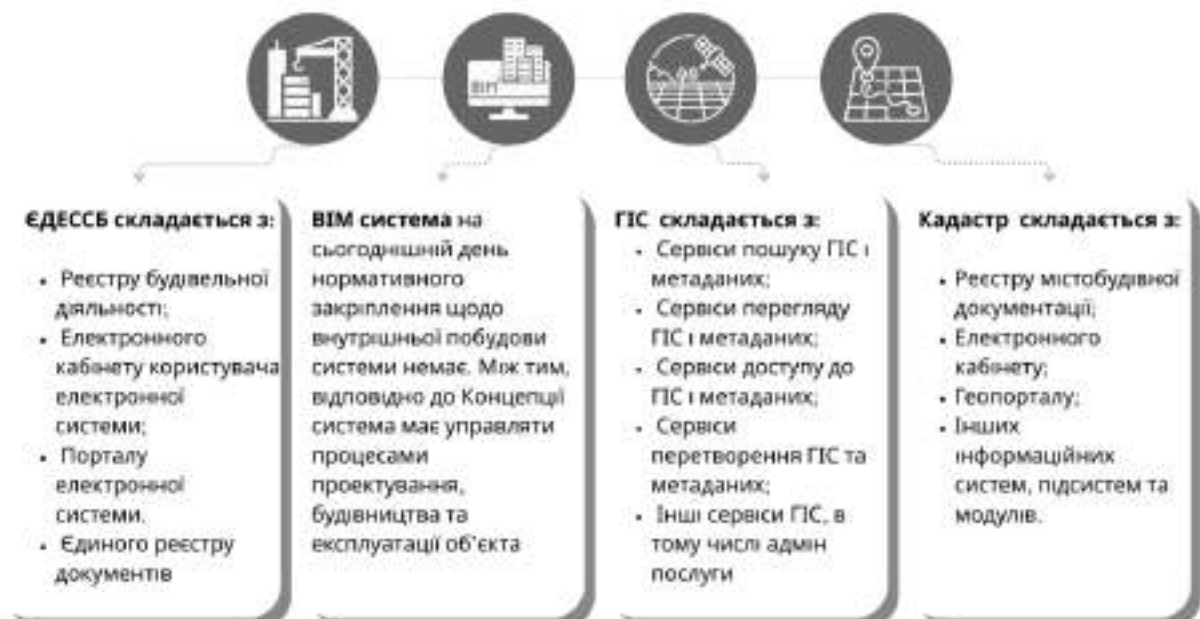 BIM
ЄДЕССБ складається з:
• Реєстру будівельної
діяльності;
• Електронного
кабінету користувача
електронної
системи;
• Порталу
електронної
системи.
• Єдиного реєстру
документів
BIM система на
сьогоднішній день
нормативного
закріплення щодо
внутрішньої побудови
системи немає. Між тим,
відповідно до Концепції
система має управляти
процесами
проектування,
будівництва та
експлуатації об'єкта
ГІС складається з:
• Сервіси пошуку ГІС і
метаданих;
• Сервіси перегляду
ГІС і метаданих;
• Сервіси доступу до
ГІС і метаданих;
• Сервіси
перетворення ГІС та
метаданих;
• Інші сервіси ГІС, в
тому числі адмін
послуги
Кадастр складається з:
• Реєстру містобудівної
документації;
• Електронного
кабінету;
• Геопорталу;
• Інших
інформаційних
систем, підсистем та
модулів.